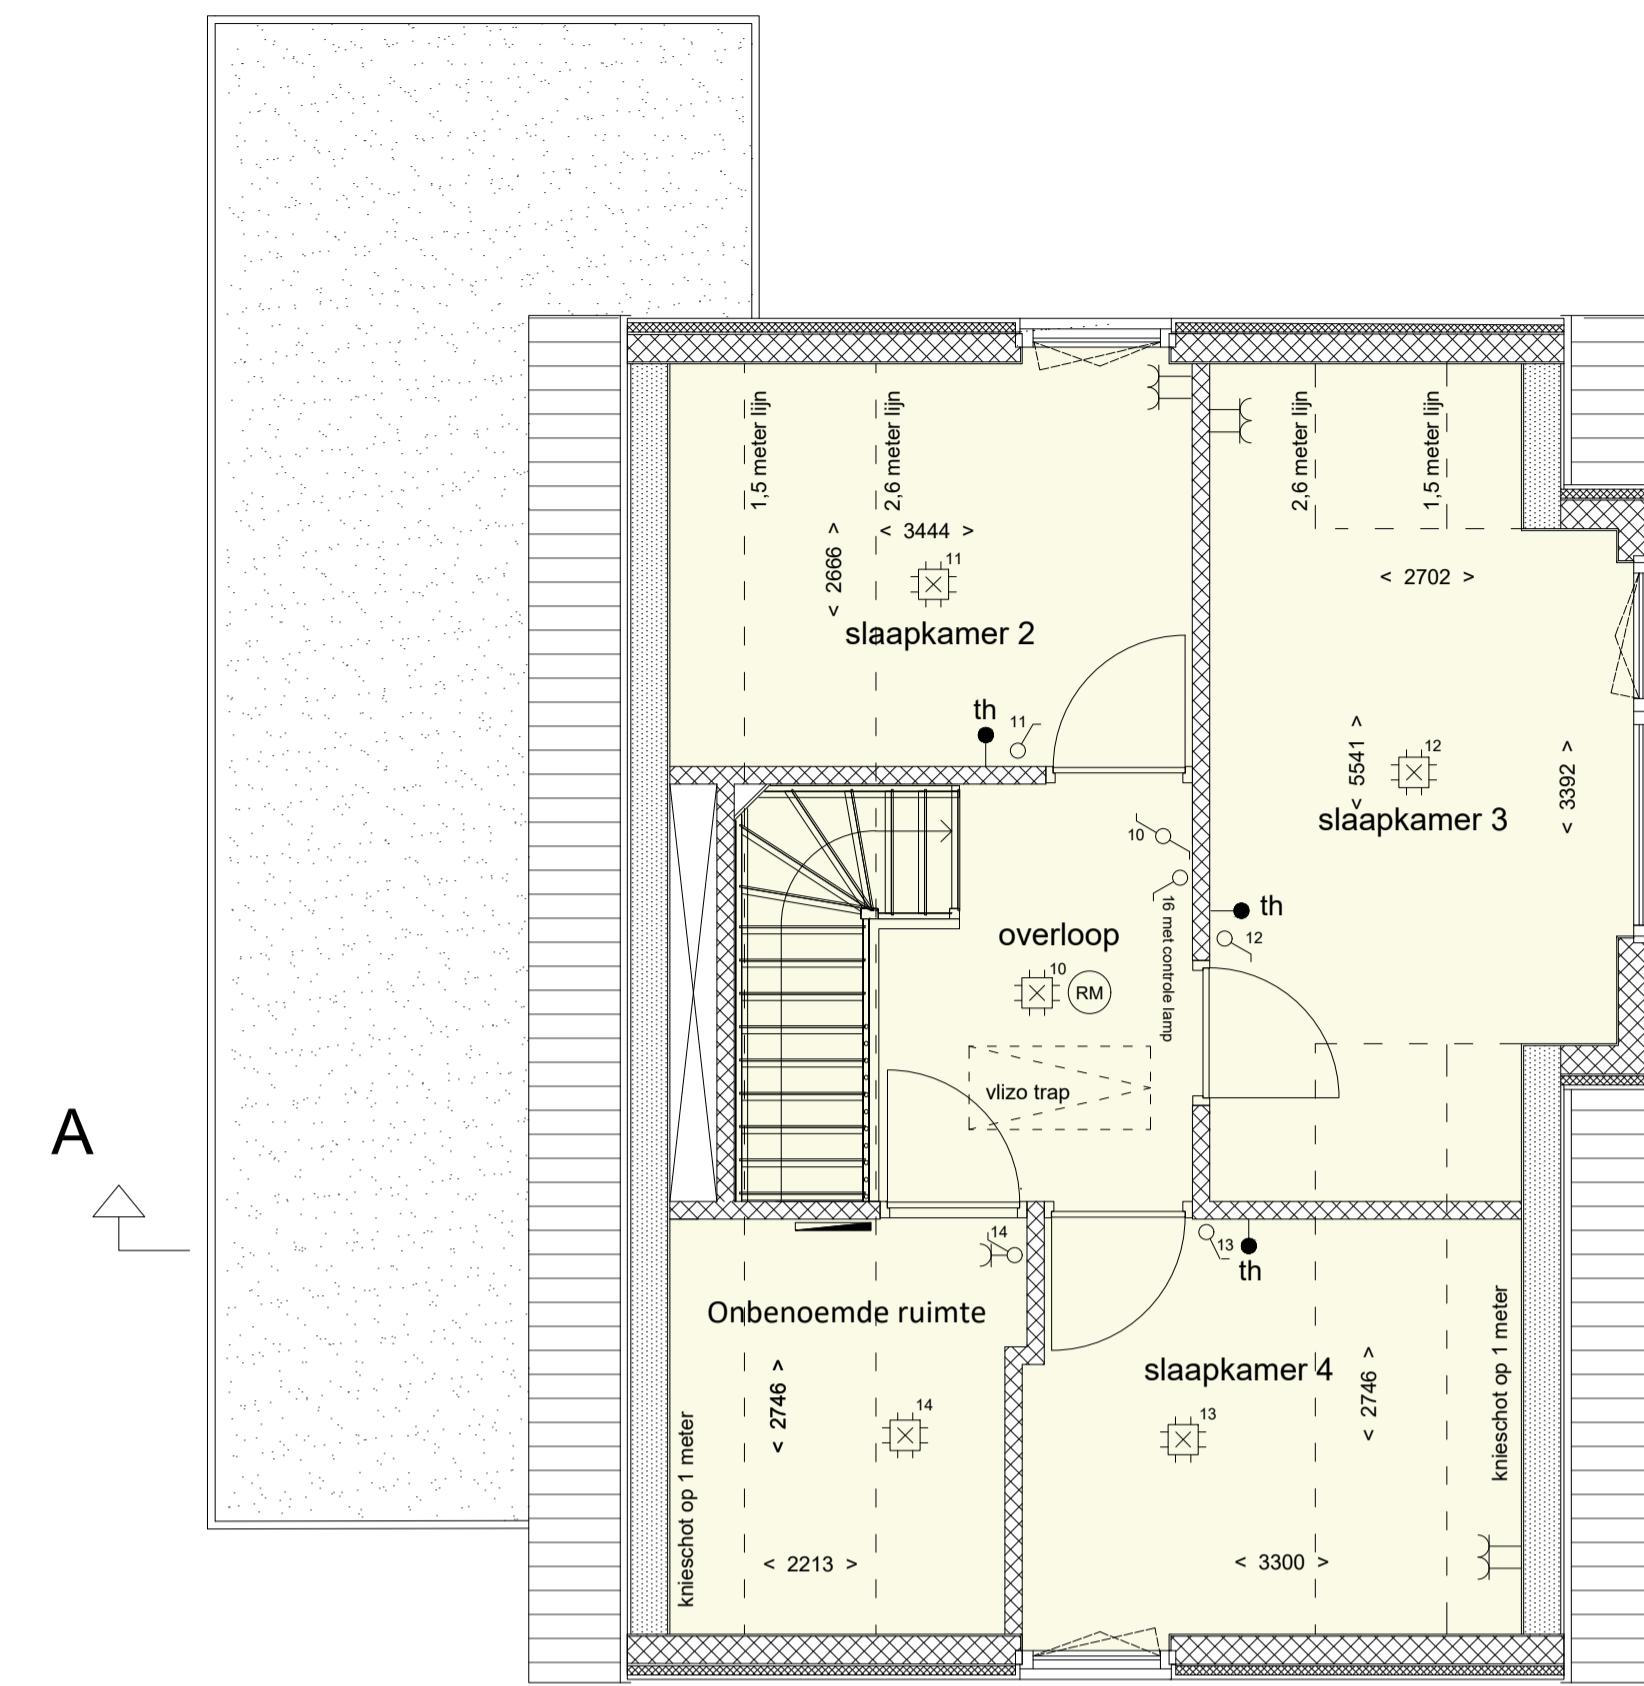 1,5 meter lijn
2,6 meter lijn
2,6 meter lijn
1,5 meter lijn
< 3444 >
< 2666 >
11
slaapkamer 2
< 2702 >
th
11
< 5541 >
12
< 3392 >
slaapkamer 3
10
16 met controle lamp
th
12
overloop
10
RM
vlizo trap
A
14
13
th
Onbenoemde ruimte
knieschot op 1 meter
< 2746 >
14
slaapkamer 4
13
< 2746 >
knieschot op 1 meter
< 2213 >
< 3300 >